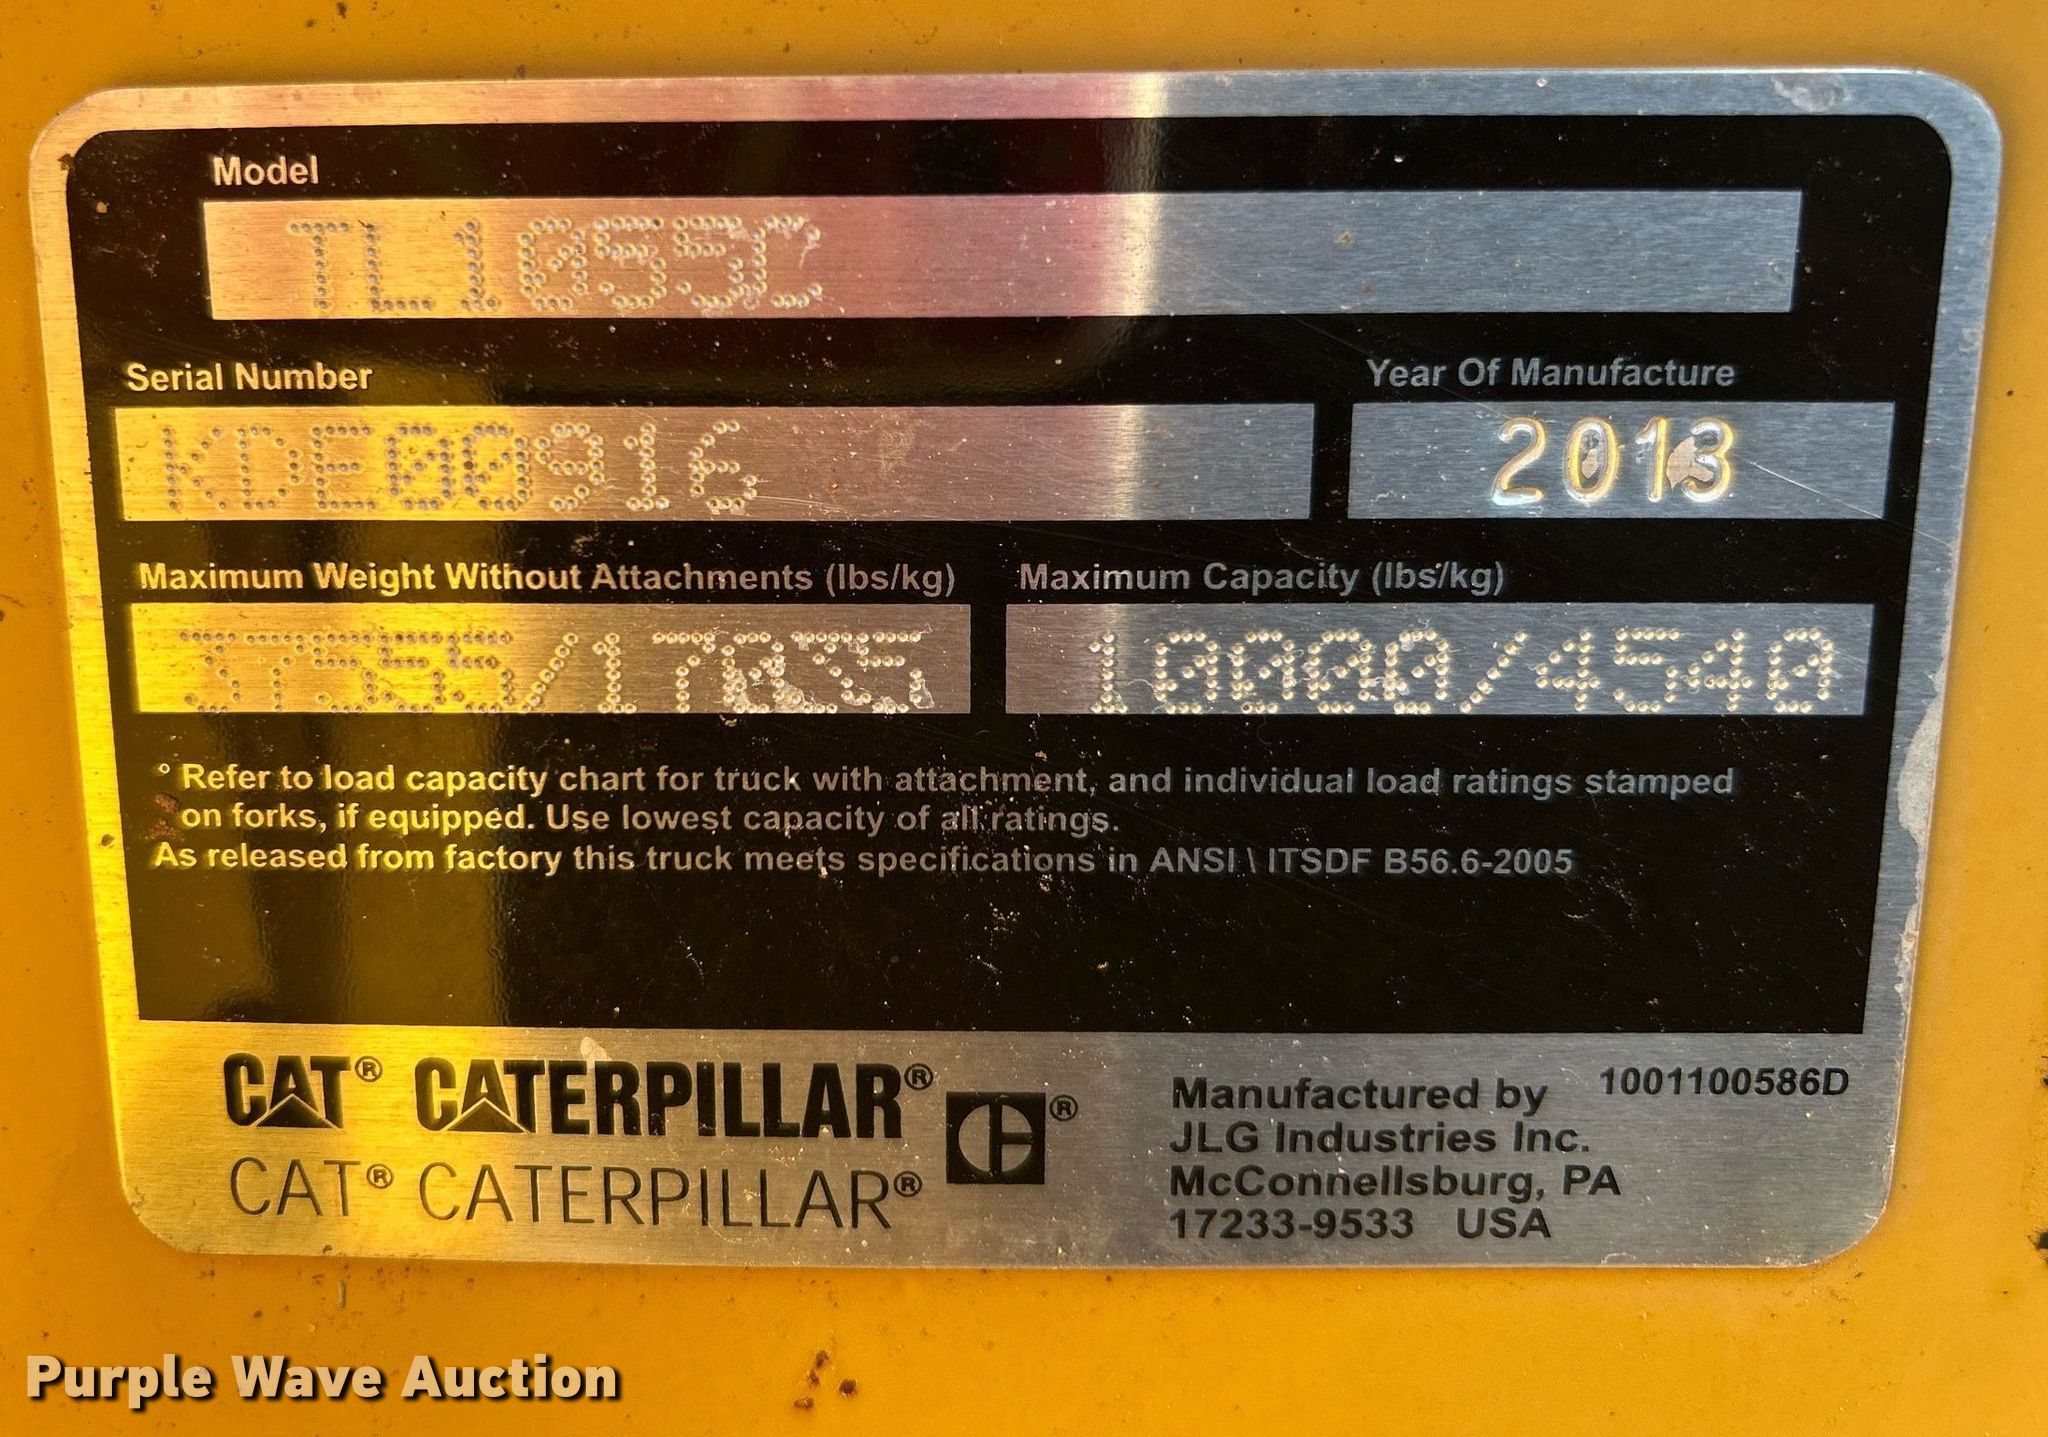 Model
TL1055C
Serial Number
KDE00916
Year Of Manufacture
2013
Maximum Weight Without Attachments (lbs/kg)
37555/17035
Maximum Capacity (lbs/kg)
10000/4540
° Refer to load capacity chart for truck with attachment, and individual load ratings stamped
on forks, if equipped. Use lowest capacity of all ratings.
As released from factory this truck meets specifications in ANSI \ ITSDF B56.6-2005
CAT® CATERPILLAR®
CAT® CATERPILLAR®
®
Manufactured by
1001100586D
JLG Industries Inc.
McConnellsburg, PA
17233-9533 USA
Purple Wave Auction